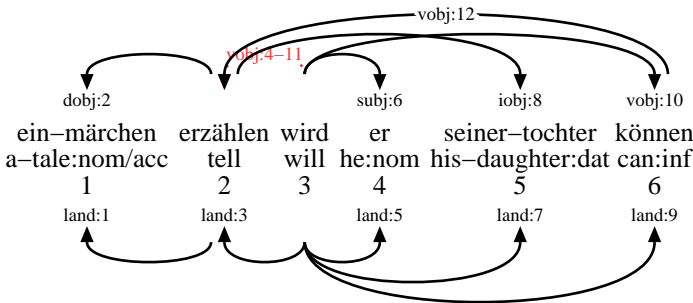 vobj:12
vobj:4–11
dobj:2 subj:6 iobj:8 vobj:10
ein−märchen erzählen wird er seiner−tochter können
a−tale:nom/acc tell will he:nom his−daughter:dat can:inf
1 2 3 4 5 6
land:1 land:3 land:5 land:7 land:9